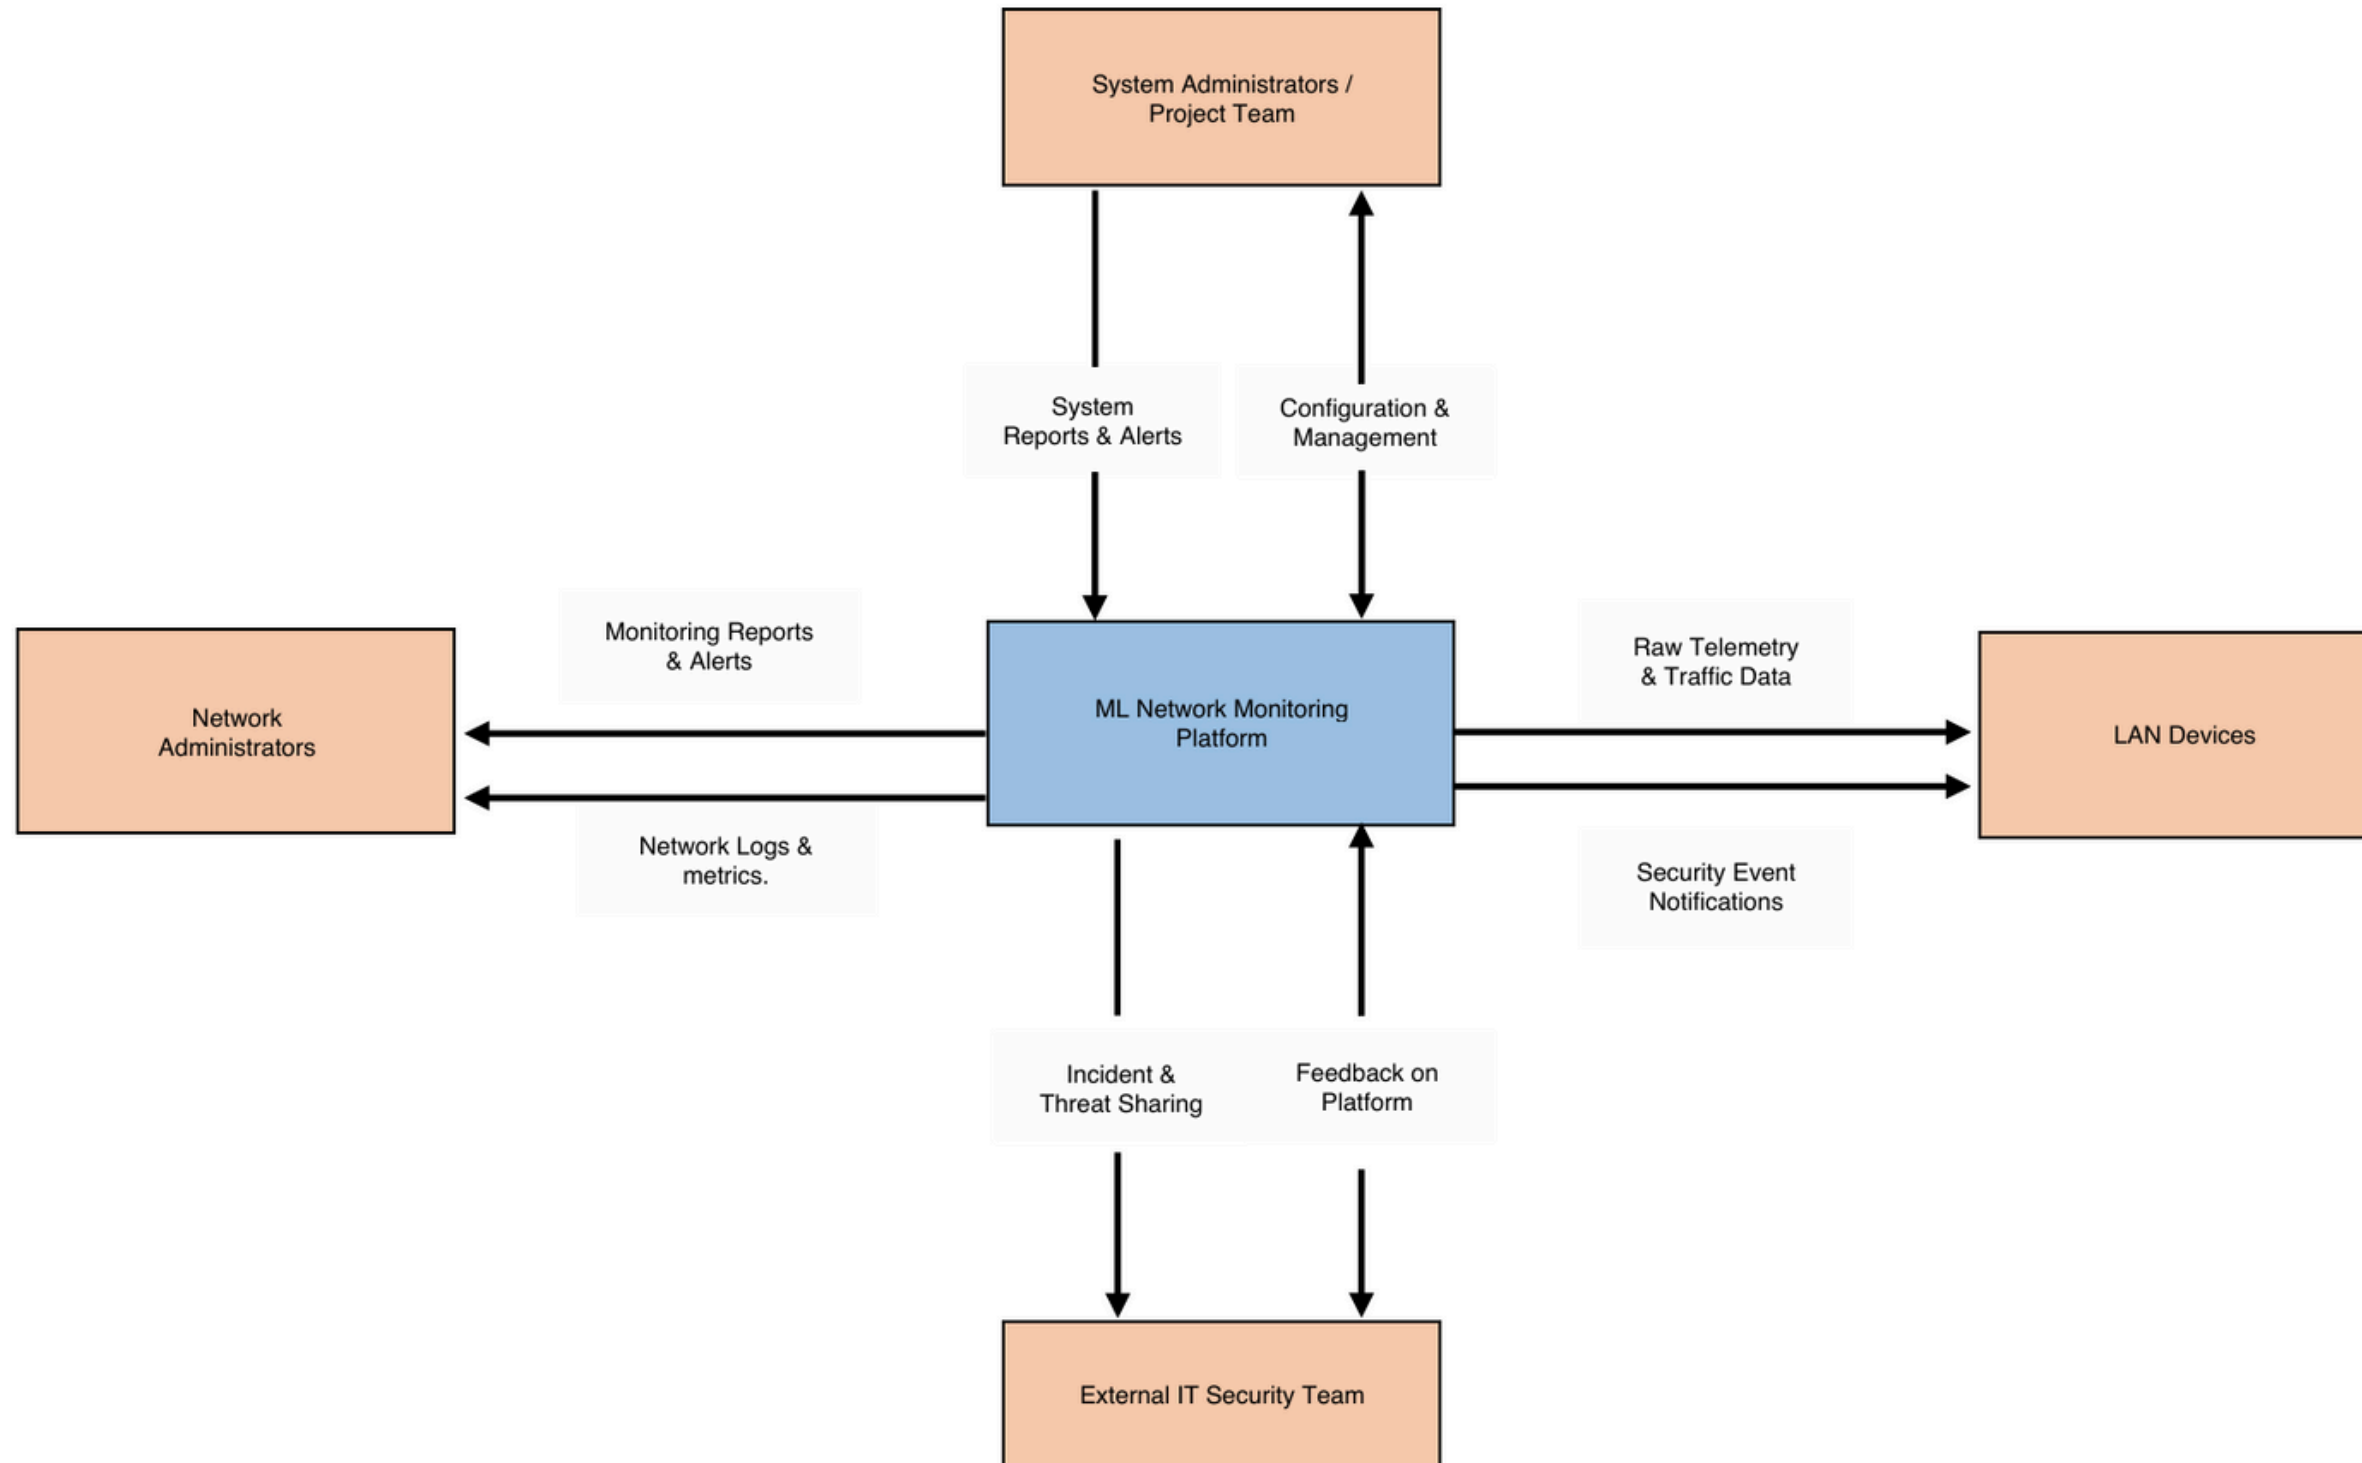 System Administrators /
Project Team
System
Reports & Alerts
Configuration &
Management
Monitoring Reports
& Alerts
Raw Telemetry
& Traffic Data
Network
Administrators
ML Network Monitoring
Platform
LAN Devices
Network Logs &
metrics.
Security Event
Notifications
Incident &
Threat Sharing
Feedback on
Platform
External IT Security Team